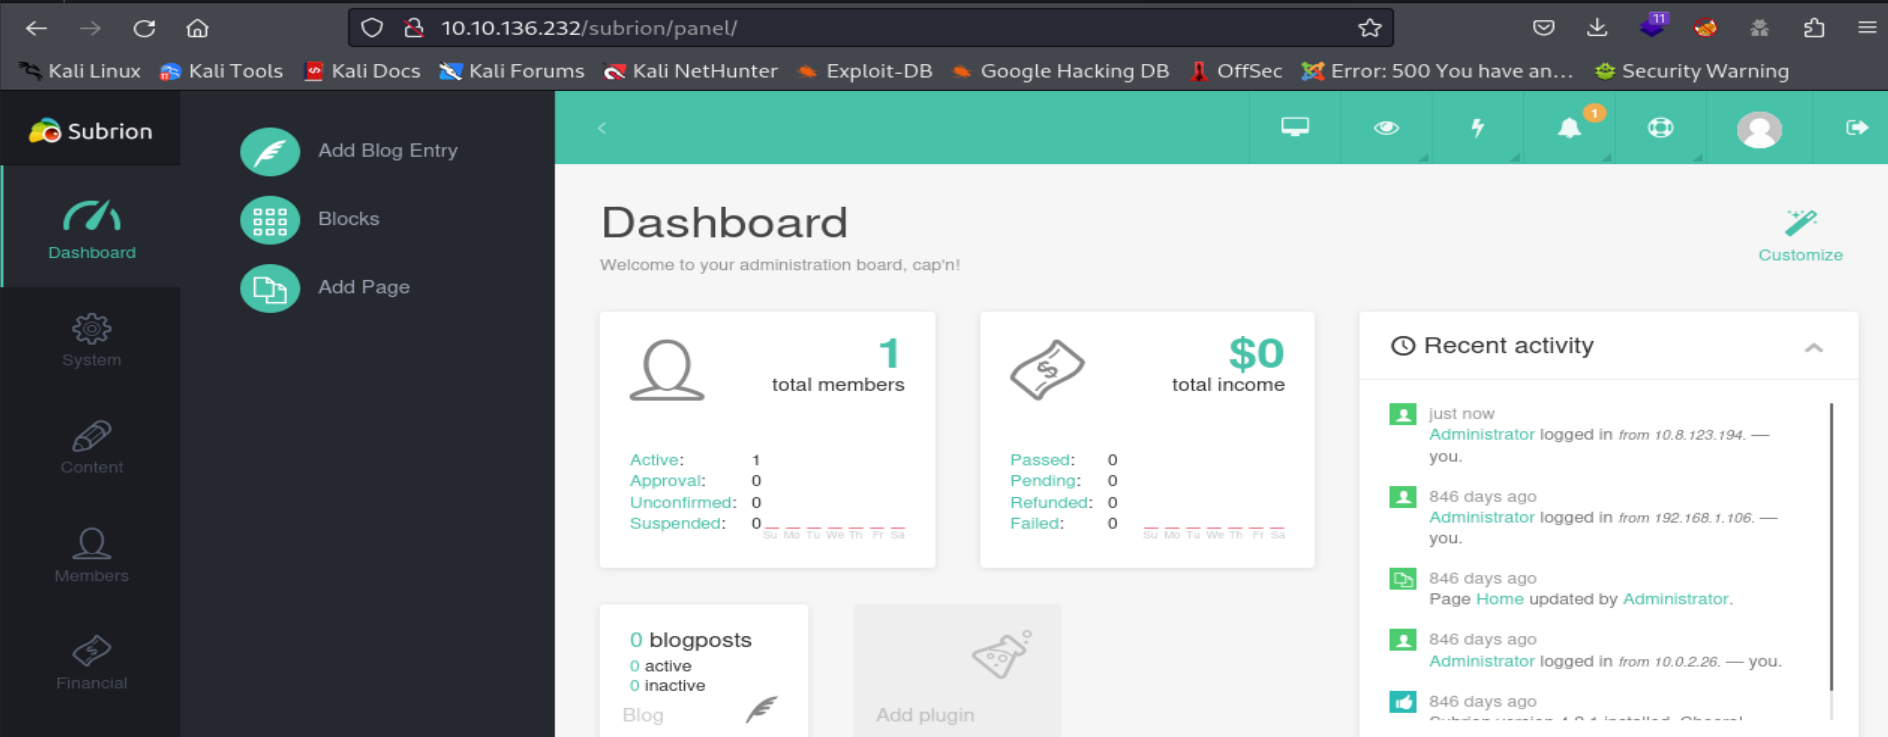 10.10.136.232/subrion/panel/
11
Kali Linux Kali Tools Kali Docs Kali Forums Kali NetHunter Exploit-DB Google Hacking DB OffSec Error: 500 You have an... Security Warning
Subrion
Dashboard
System
Content
Members
Financial
Add Blog Entry
Blocks
Add Page
1
Dashboard
Welcome to your administration board, cap'n!
Customize
1
total members
Active: 1
Approval: 0
Unconfirmed: 0
Suspended: 0
Su Mo Tu We Th Fr Sa
$0
total income
Passed: 0
Pending: 0
Refunded: 0
Failed: 0
Su Mo Tu We Th Fr Sa
0 blogposts
0 active
0 inactive
Blog
Add plugin
Recent activity
just now
Administrator logged in from 10.8.123.194. —
you.
846 days ago
Administrator logged in from 192.168.1.106. —
you.
846 days ago
Page Home updated by Administrator.
846 days ago
Administrator logged in from 10.0.2.26. — you.
846 days ago
Subrion version 4.2.1 installed. Cheers!